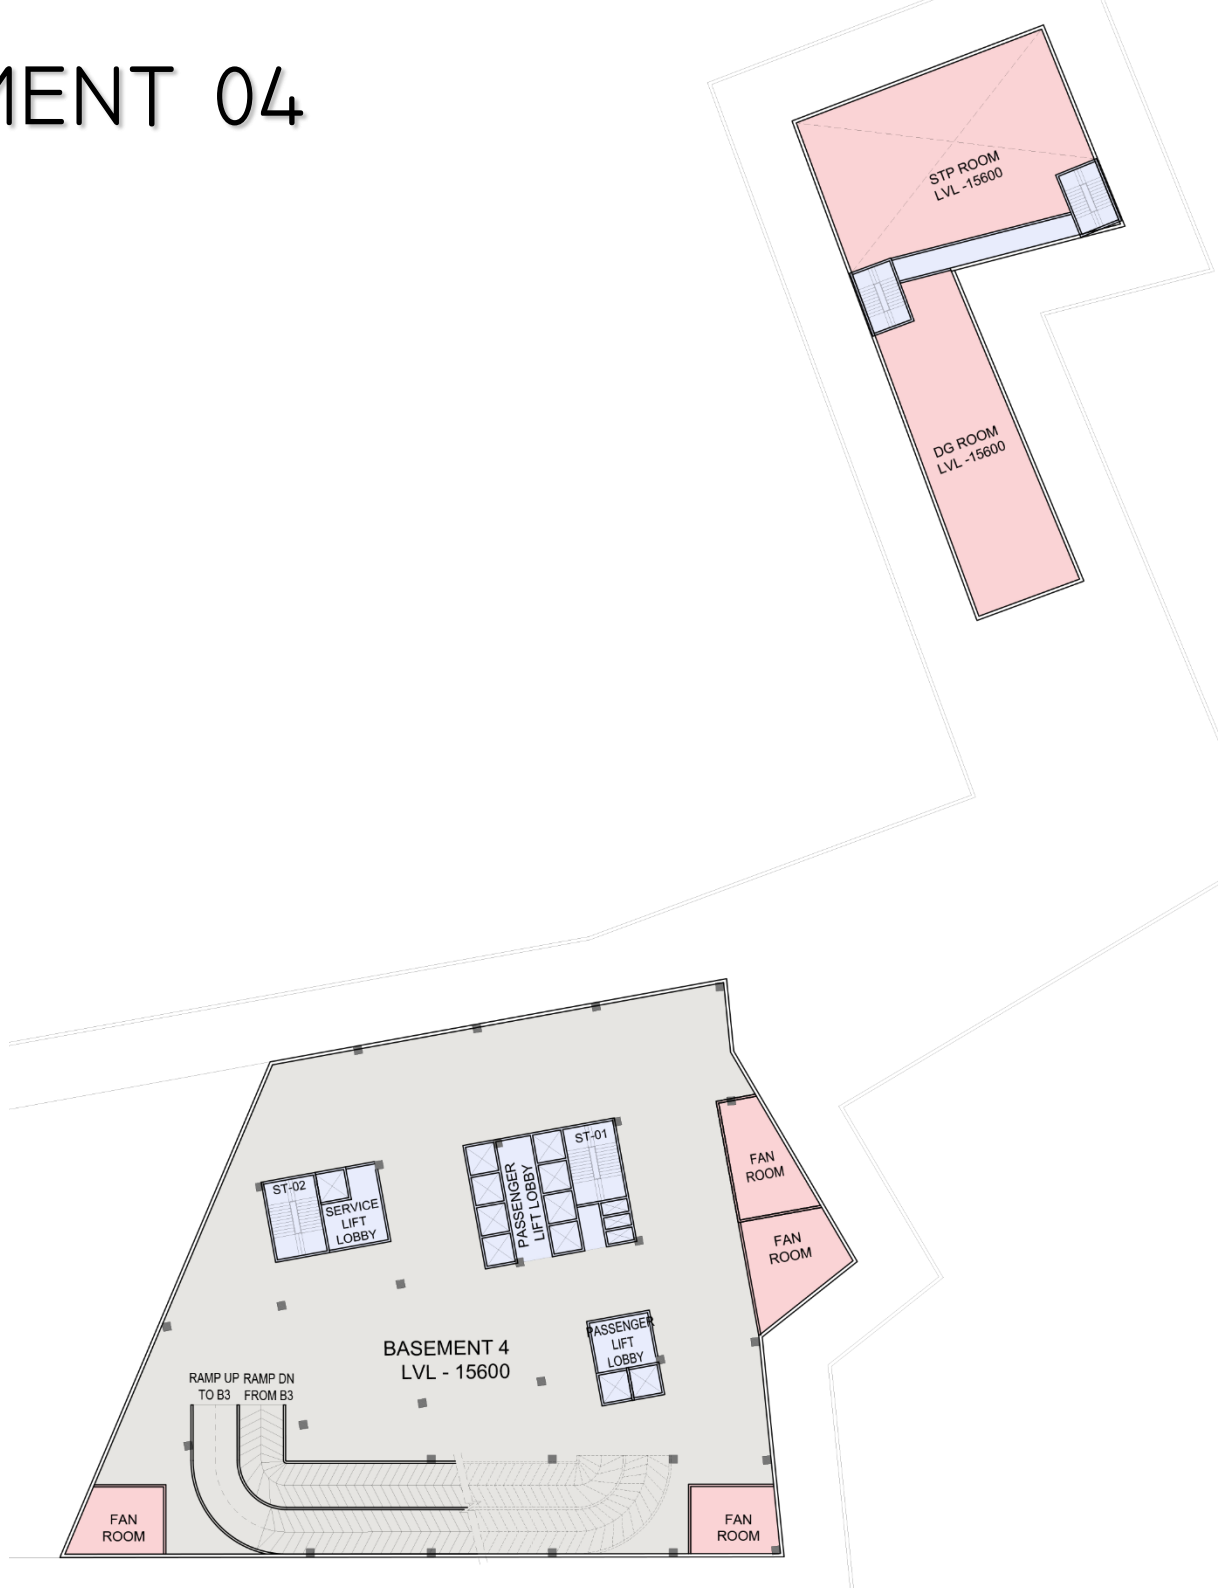 MENT 04
STP ROOM
LVL -15600
DG ROOM
LVL -15600
ST-01
PASSENGER
LIFT LOBBY
ST-02
SERVICE
LIFT
LOBBY
FAN
ROOM
FAN
ROOM
PASSENGER
LIFT
LOBBY
BASEMENT 4
LVL - 15600
RAMP UP
TO B3
RAMP DN
FROM B3
FAN
ROOM
FAN
ROOM